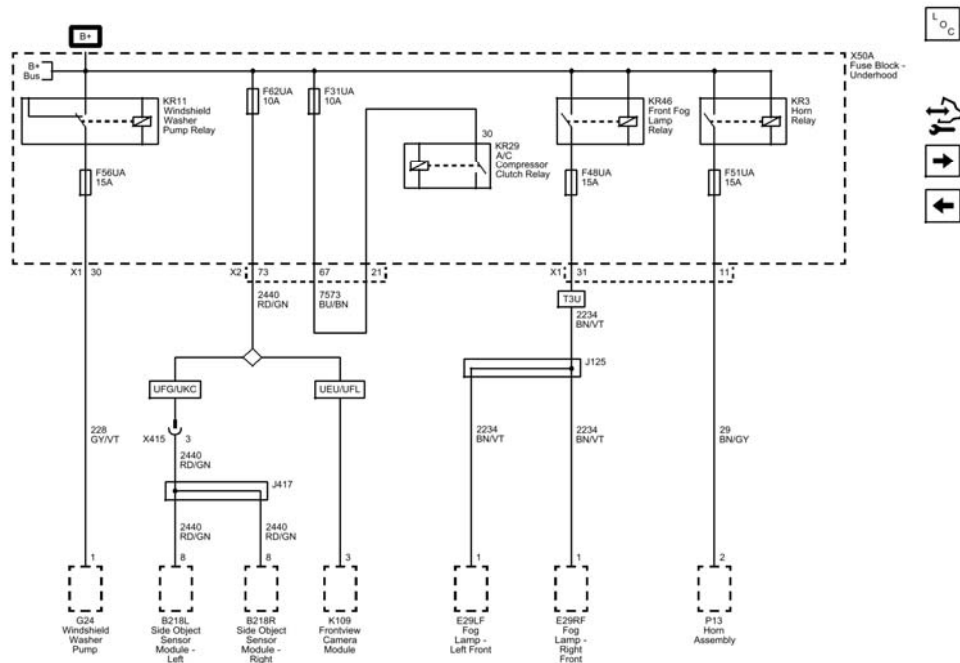 B+
B+
Bus
X50A
Fuse Block -
Underhood
L
O
C
KR11
Windshield
Washer
Pump Relay
F62UA
10A
F31UA
10A
KR46
Front Fog
Lamp
Relay
KR3
Horn
Relay
30
KR29
A/C
Compressor
Clutch Relay
F56UA
15A
F48UA
15A
F51UA
15A
X1
30
X2
73
67
21
X1
31
11
2440
RD/GN
7573
BU/BN
T3U
2234
BN/VT
J125
UFG/UKC
UEU/UFL
X415
3
228
GY/VT
2440
RD/GN
2234
BN/VT
2234
BN/VT
29
BN/GY
J417
2440
RD/GN
2440
RD/GN
1
8
8
3
1
1
2
G24
Windshield
Washer
Pump
B218L
Side Object
Sensor
Module -
Left
B218R
Side Object
Sensor
Module -
Right
K109
Frontview
Camera
Module
E29LF
Fog
Lamp -
Left Front
E29RF
Fog
Lamp -
Right
Front
P13
Horn
Assembly